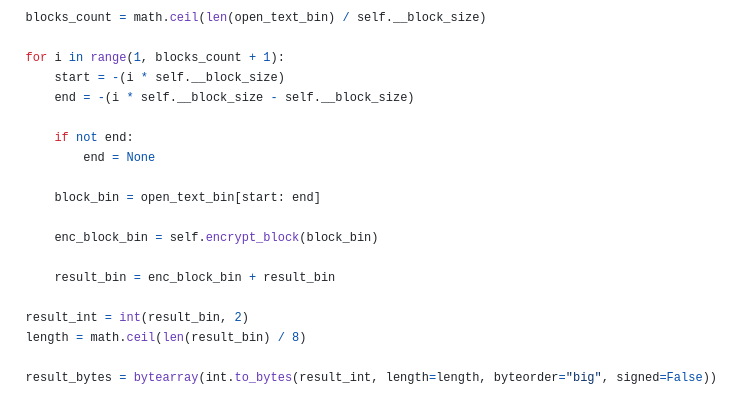 blocks_count = math.ceil(len(open_text_bin) / self.__block_size)
for i in range(1, blocks_count + 1):
start = -(i * self.__block_size)
end = -(i * self.__block_size - self.__block_size)
if not end:
end = None
block_bin = open_text_bin[start: end]
enc_block_bin = self.encrypt_block(block_bin)
result_bin = enc_block_bin + result_bin
result_int = int(result_bin, 2)
length = math.ceil(len(result_bin) / 8)
result_bytes = bytearray(int.to_bytes(result_int, length=length, byteorder="big", signed=False))